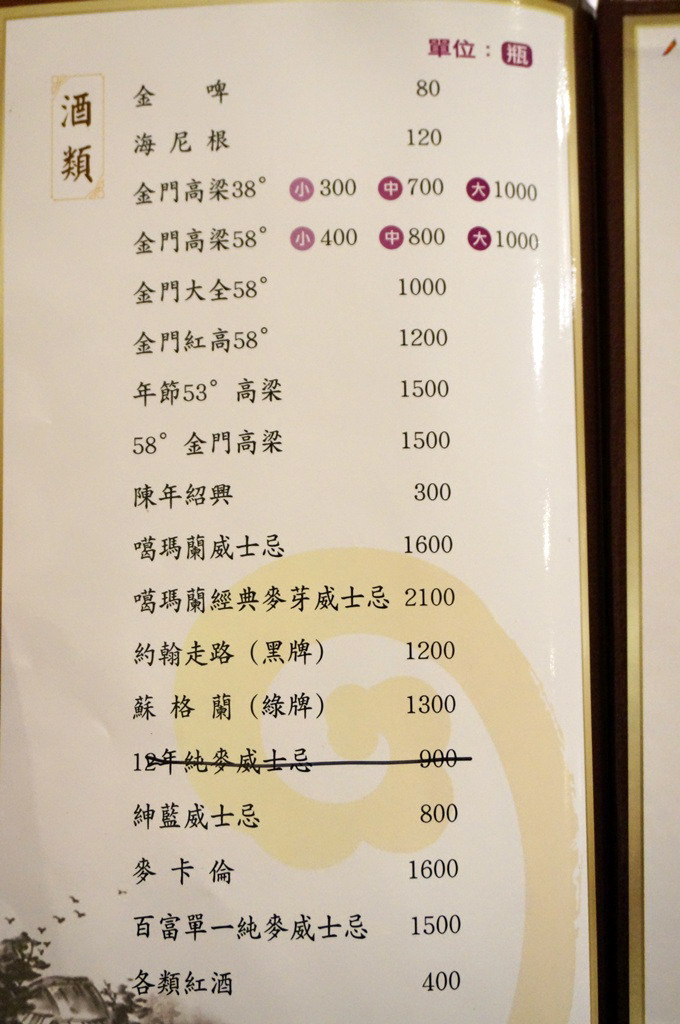 單位：瓶
酒類
金 啤 80
海尼根 120
金門高梁38° 小300 中700 大1000
金門高梁58° 小400 中800 大1000
金門大全58° 1000
金門紅高58° 1200
年節53°高梁 1500
58°金門高梁 1500
陳年紹興 300
噶瑪蘭威士忌 1600
噶瑪蘭經典麥芽威士忌 2100
約翰走路（黑牌） 1200
蘇格蘭（綠牌） 1300
12年純麥威士忌 900
紳藍威士忌 800
麥卡倫 1600
百富單一純麥威士忌 1500
各類紅酒 400